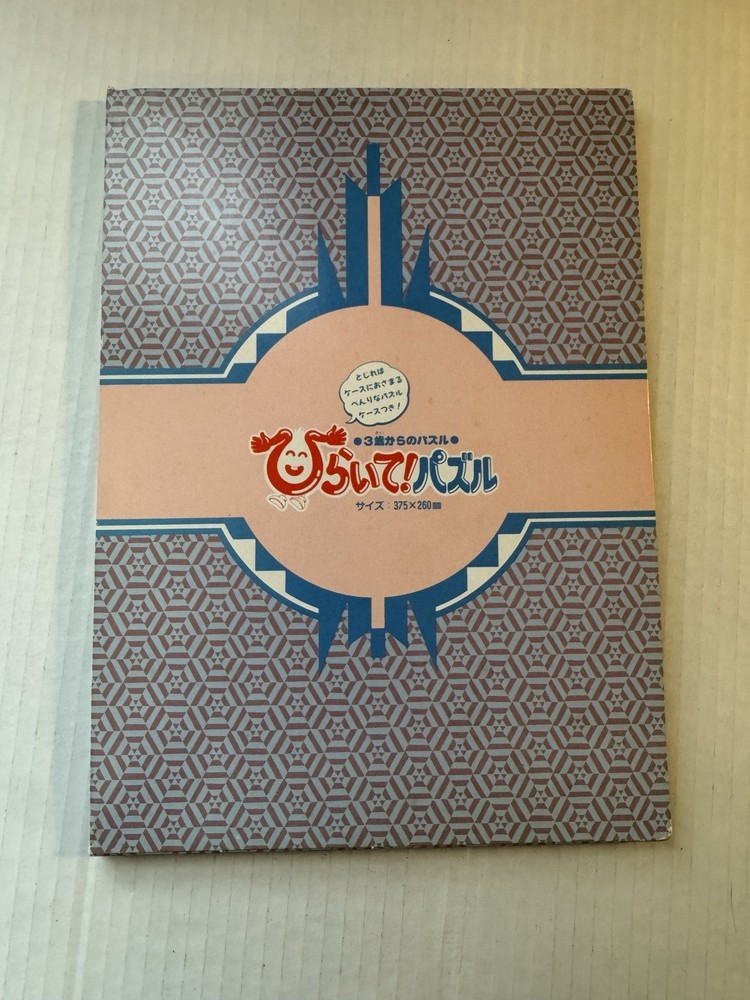 とじれば
ケースにおさまる
べんりなパズル
ケースつき!
●3歳からのパズル●
ひらいて!パズル
サイズ:375×260㎜